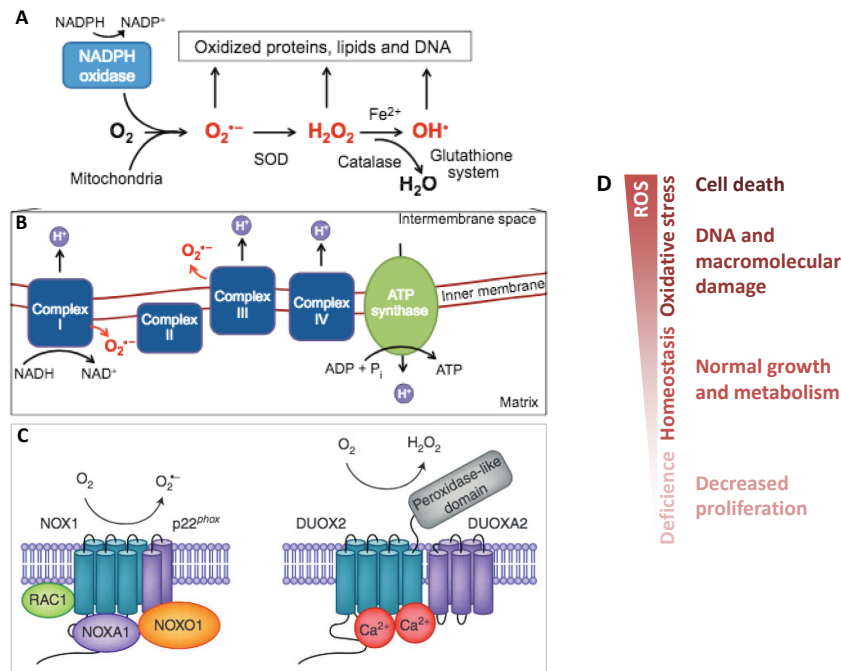 A
NADPH NADP⁺
NADPH
oxidase
Oxidized proteins, lipids and DNA
O₂ O₂•− H₂O₂ Fe²⁺ OH•
SOD
Catalase
Glutathione
system
Mitochondria
H₂O
B
Intermembrane space
H⁺ H⁺ H⁺
O₂•−
Complex
I
Complex
II
Complex
III
Complex
IV
ATP
synthase
Inner membrane
O₂•−
NADH NAD⁺
ADP + Pᵢ ATP
H⁺
Matrix
C
O₂ O₂•−
NOX1 p22ᵖʰᵒˣ
RAC1
NOXA1
NOXO1
O₂ H₂O₂
Peroxidase-like
domain
DUOX2 DUOXA2
Ca²⁺ Ca²⁺
D
ROS
Oxidative stress
Homeostasis
Deficience
Cell death
DNA and
macromolecular
damage
Normal growth
and metabolism
Decreased
proliferation